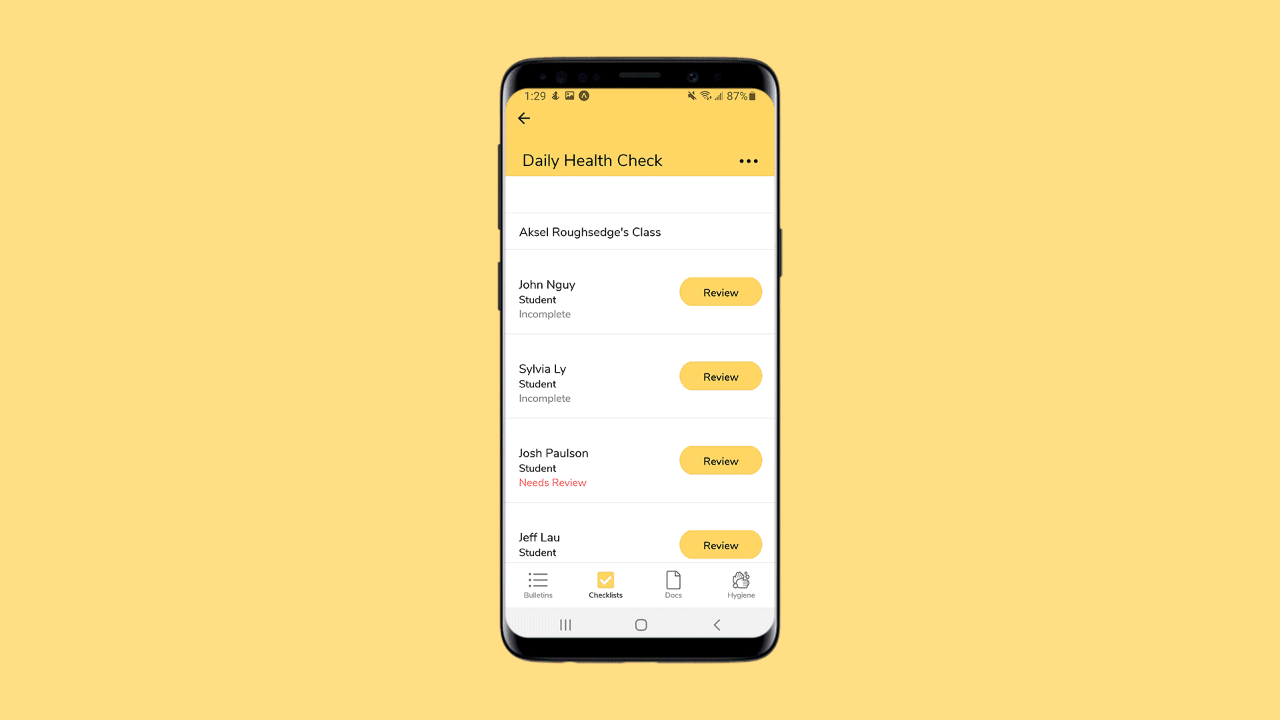 1:29 87%
Daily Health Check
Aksel Roughsedge's Class
John Nguy
Student
Incomplete
Review
Sylvia Ly
Student
Incomplete
Review
Josh Paulson
Student
Needs Review
Review
Jeff Lau
Student
Review
Bulletins Checklists Docs Hygiene